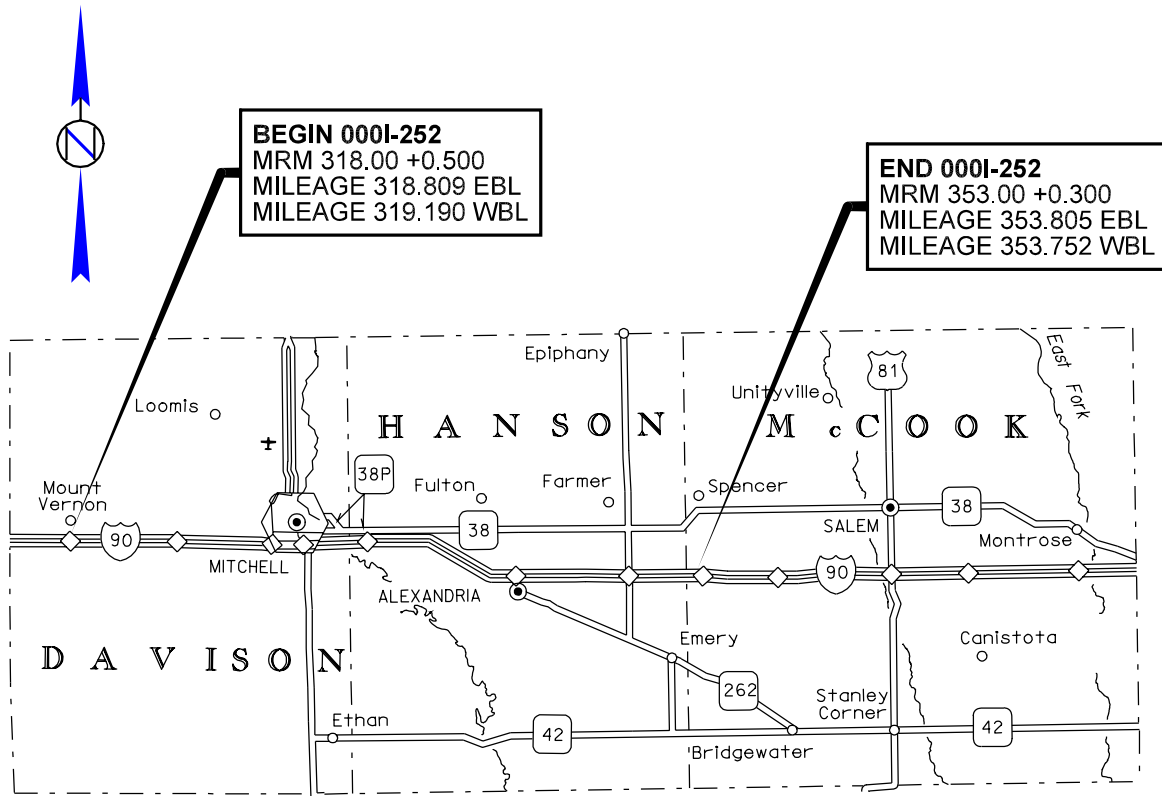 N
BEGIN 000I-252
MRM 318.00 +0.500
MILEAGE 318.809 EBL
MILEAGE 319.190 WBL
END 000I-252
MRM 353.00 +0.300
MILEAGE 353.805 EBL
MILEAGE 353.752 WBL
Epiphany
East Fork
81
Unityville
Loomis
HANSON
McCOOK
38P
Mount
Vernon
Fulton
Farmer
Spencer
38
38
SALEM
Montrose
90
MITCHELL
90
ALEXANDRIA
DAVISON
Emery
Canistota
262
Stanley
Corner
Ethan
42
42
Bridgewater